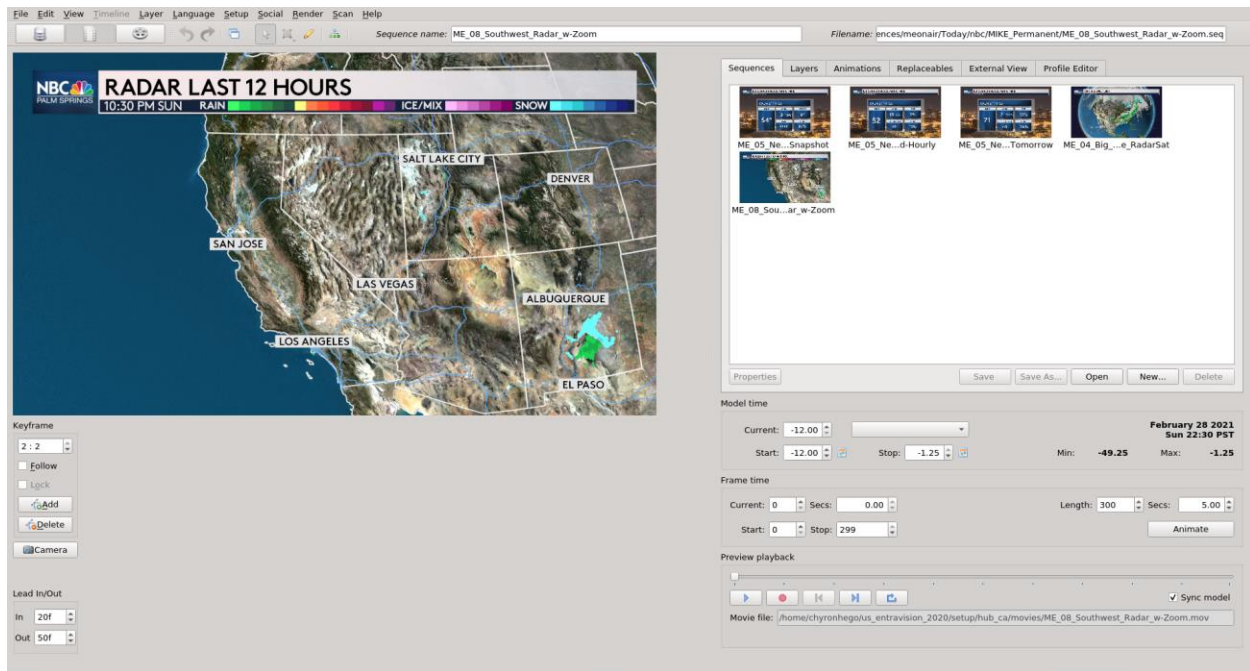 File Edit View Timeline Layer Language Setup Social Render Scan Help
Sequence name: ME_08_Southwest_Radar_w-Zoom Filename: ences/meonair/Today/nbc/MIKE_Permanent/ME_08_Southwest_Radar_w-Zoom.seq
NBC
PALM SPRINGS
RADAR LAST 12 HOURS
10:30 PM SUN RAIN ICE/MIX SNOW
SALT LAKE CITY
DENVER
SAN JOSE
LAS VEGAS
ALBUQUERQUE
LOS ANGELES
EL PASO
Sequences Layers Animations Replaceables External View Profile Editor
ME_05_Ne...Snapshot ME_05_Ne...d-Hourly ME_05_Ne...Tomorrow ME_04_Big_...e_RadarSat
ME_08_Sou...ar_w-Zoom
Properties Save Save As... Open New... Delete
Keyframe
2 : 2
Follow
Lock
Add
Delete
Camera
Lead In/Out
In 20f
Out 50f
Model time
Current: -12.00 February 28 2021
Sun 22:30 PST
Start: -12.00 Stop: -1.25 Min: -49.25 Max: -1.25
Frame time
Current: 0 Secs: 0.00 Length: 300 Secs: 5.00
Start: 0 Stop: 299 Animate
Preview playback
Sync model
Movie file: /home/chyronhego/us_entravision_2020/setup/hub_ca/movies/ME_08_Southwest_Radar_w-Zoom.mov